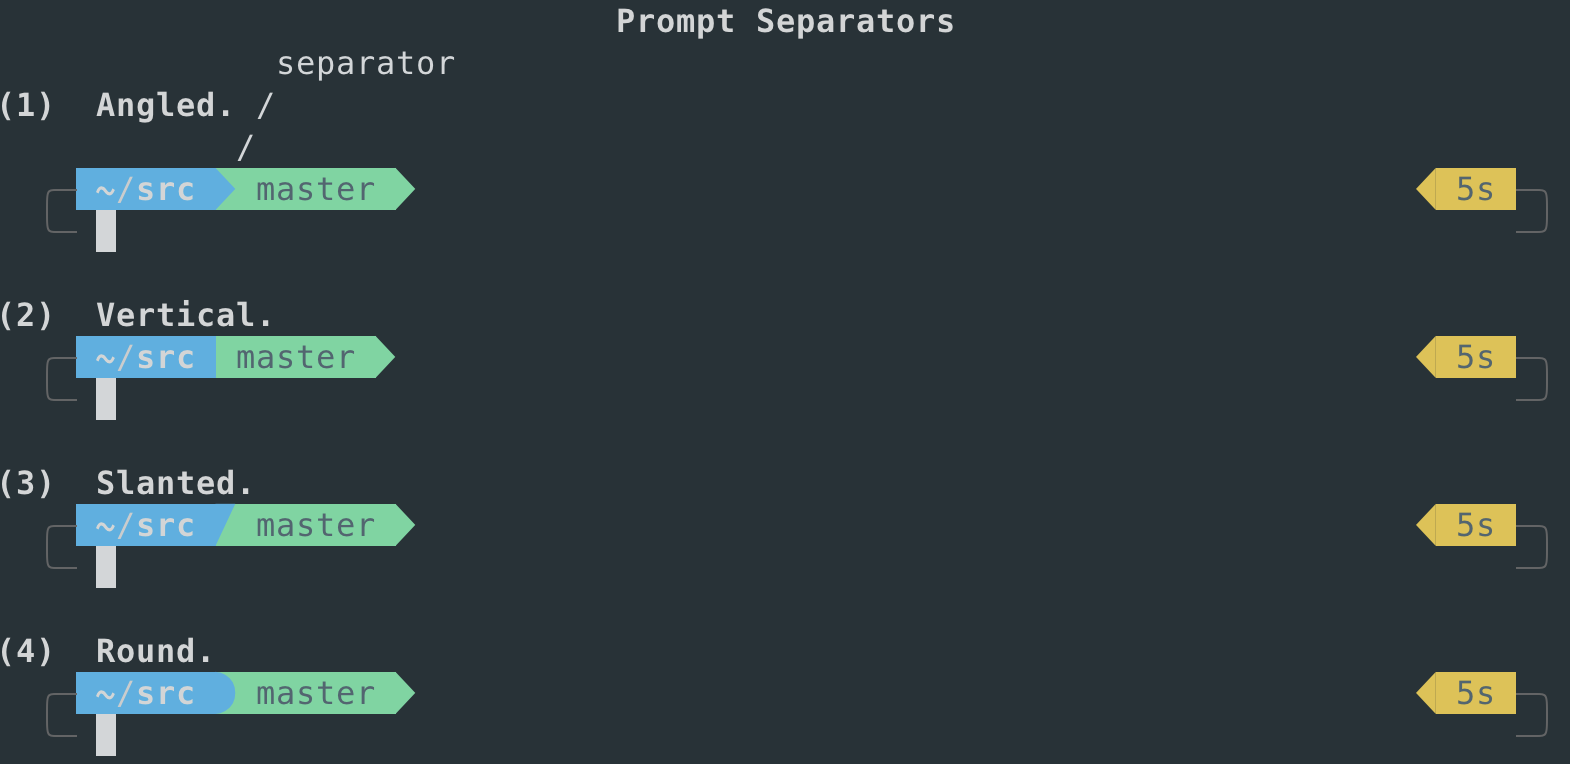 Prompt Separators
separator
(1) Angled. /
/
~/src master 5s
(2) Vertical.
~/src master 5s
(3) Slanted.
~/src master 5s
(4) Round.
~/src master 5s